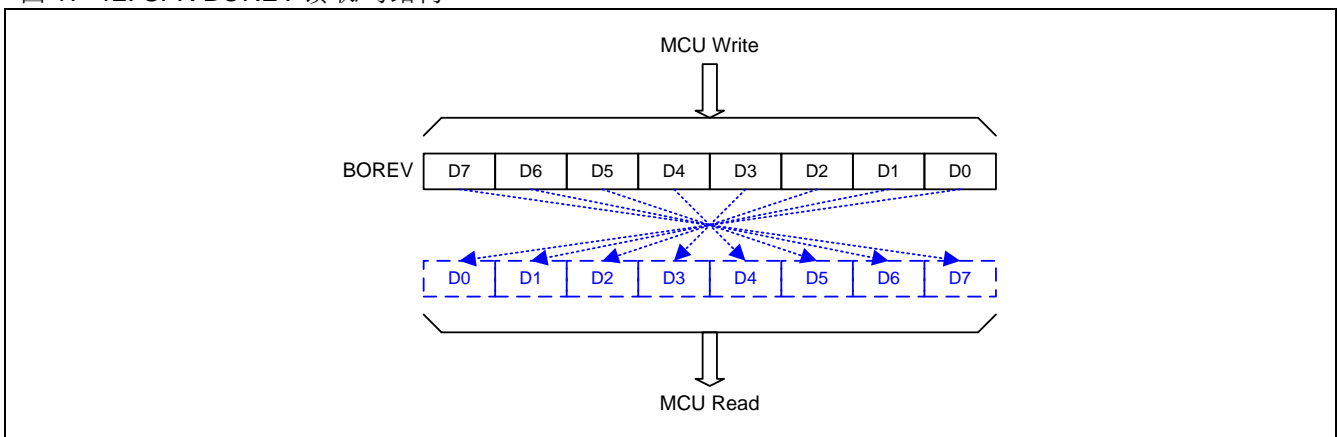 BOREV
MCU Write
BOREV D7 D6 D5 D4 D3 D2 D1 D0
D0 D1 D2 D3 D4 D5 D6 D7
MCU Read